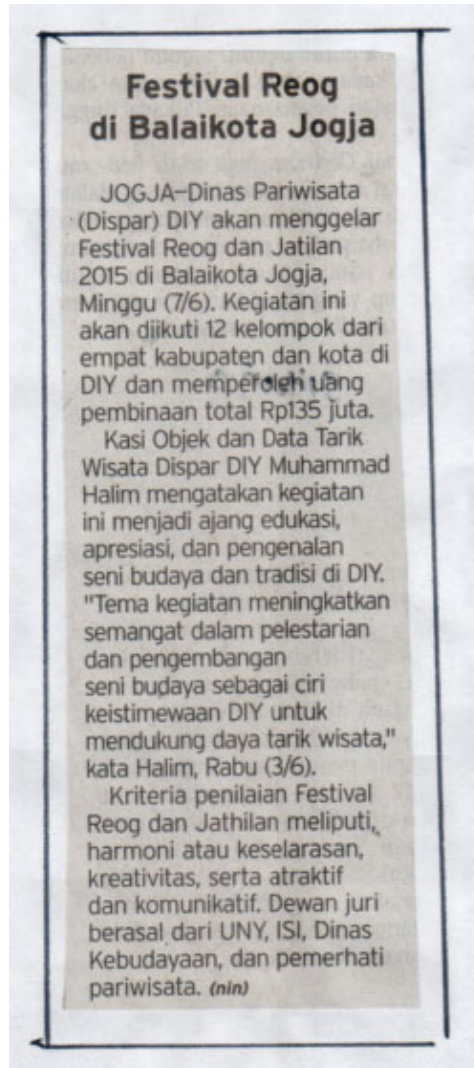 Festival Reog
di Balaikota Jogja
JOGJA—Dinas Pariwisata
(Dispar) DIY akan menggelar
Festival Reog dan Jatilan
2015 di Balaikota Jogja,
Minggu (7/6). Kegiatan ini
akan diikuti 12 kelompok dari
empat kabupaten dan kota di
DIY dan memperoleh uang
pembinaan total Rp135 juta.
Kasi Objek dan Data Tarik
Wisata Dispar DIY Muhammad
Halim mengatakan kegiatan
ini menjadi ajang edukasi,
apresiasi, dan pengenalan
seni budaya dan tradisi di DIY.
"Tema kegiatan meningkatkan
semangat dalam pelestarian
dan pengembangan
seni budaya sebagai ciri
keistimewaan DIY untuk
mendukung daya tarik wisata,"
kata Halim, Rabu (3/6).
Kriteria penilaian Festival
Reog dan Jathilan meliputi,
harmoni atau keselarasan,
kreativitas, serta atraktif
dan komunikatif. Dewan juri
berasal dari UNY, ISI, Dinas
Kebudayaan, dan pemerhati
pariwisata. (nin)